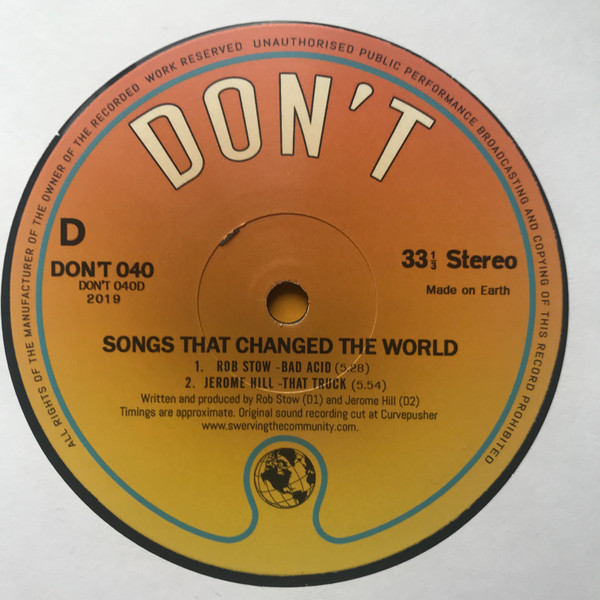 ALL RIGHTS OF THE MANUFACTURER OF THE OWNER OF THE RECORDED WORK RESERVED UNAUTHORISED PUBLIC PERFORMANCE BROADCASTING AND COPYING OF THIS RECORD PROHIBITED
DON'T
D
DON'T 040
DON'T 040D
2019
33 1/3 Stereo
Made on Earth
SONGS THAT CHANGED THE WORLD
1. ROB STOW -BAD ACID (5.28)
2. JEROME HILL -THAT TRUCK (5.54)
Written and produced by Rob Stow (D1) and Jerome Hill (D2)
Timings are approximate. Original sound recording cut at Curvepusher
www.swervingthecommunity.com.